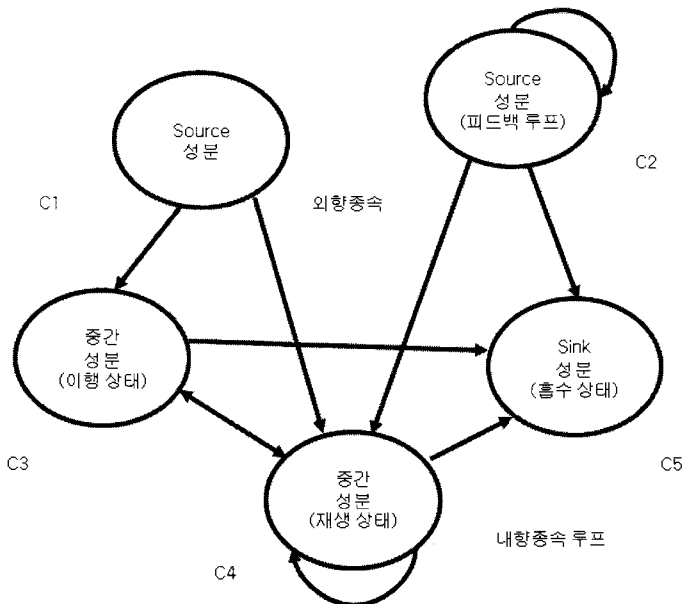 Source
성분
(피드백 루프)
Source
성분
C2
C1
외향종속
중간
성분
(이행 상태)
Sink
성분
(흡수 상태)
C3
C5
중간
성분
(재생 상태)
내향종속 루프
C4